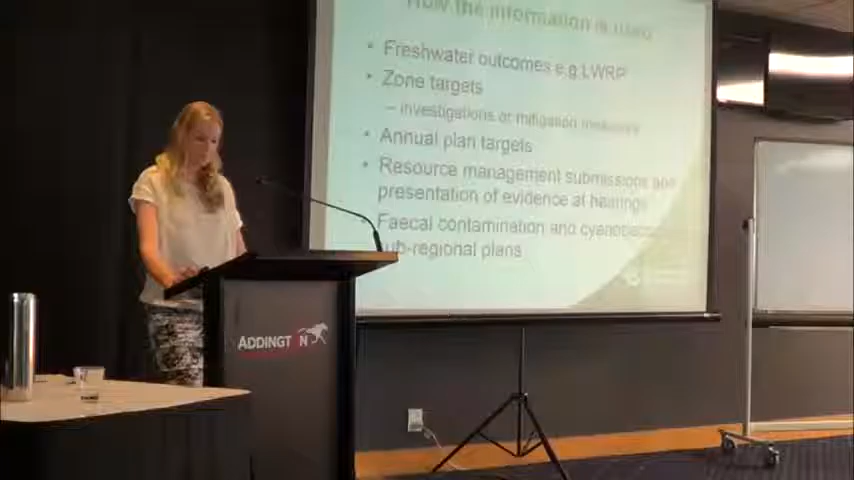 How the information is used
• Freshwater outcomes e.g LWRP
• Zone targets
– investigations or mitigation measures
• Annual plan targets
• Resource management submissions and
presentation of evidence at hearings
• Faecal contamination and
sub-regional plans
ADDINGT N